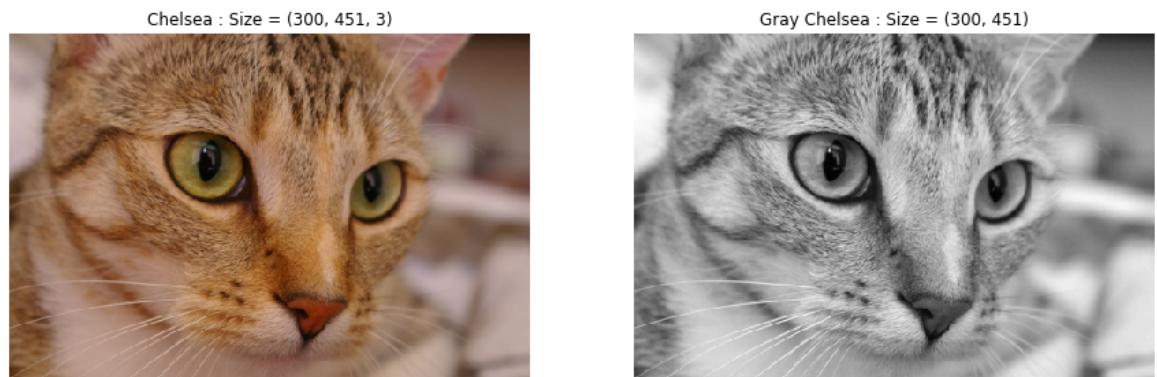 Chelsea : Size = (300, 451, 3)
Gray Chelsea : Size = (300, 451)